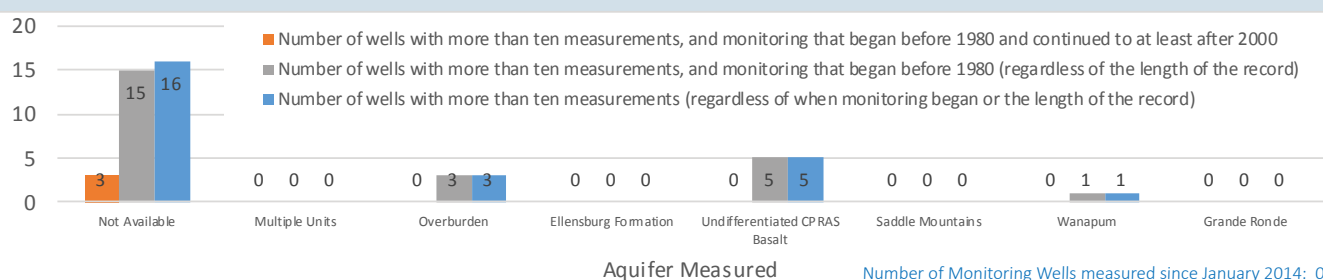 20
15
10
5
0
Number of wells with more than ten measurements, and monitoring that began before 1980 and continued to at least after 2000
Number of wells with more than ten measurements, and monitoring that began before 1980 (regardless of the length of the record)
Number of wells with more than ten measurements (regardless of when monitoring began or the length of the record)
3 15 16
0 0 0
0 3 3
0 0 0
0 5 5
0 0 0
0 1 1
0 0 0
Not Available
Multiple Units
Overburden
Ellensburg Formation
Undifferentiated CPRAS
Basalt
Saddle Mountains
Wanapum
Grande Ronde
Aquifer Measured
Number of Monitoring Wells measured since January 2014: 0